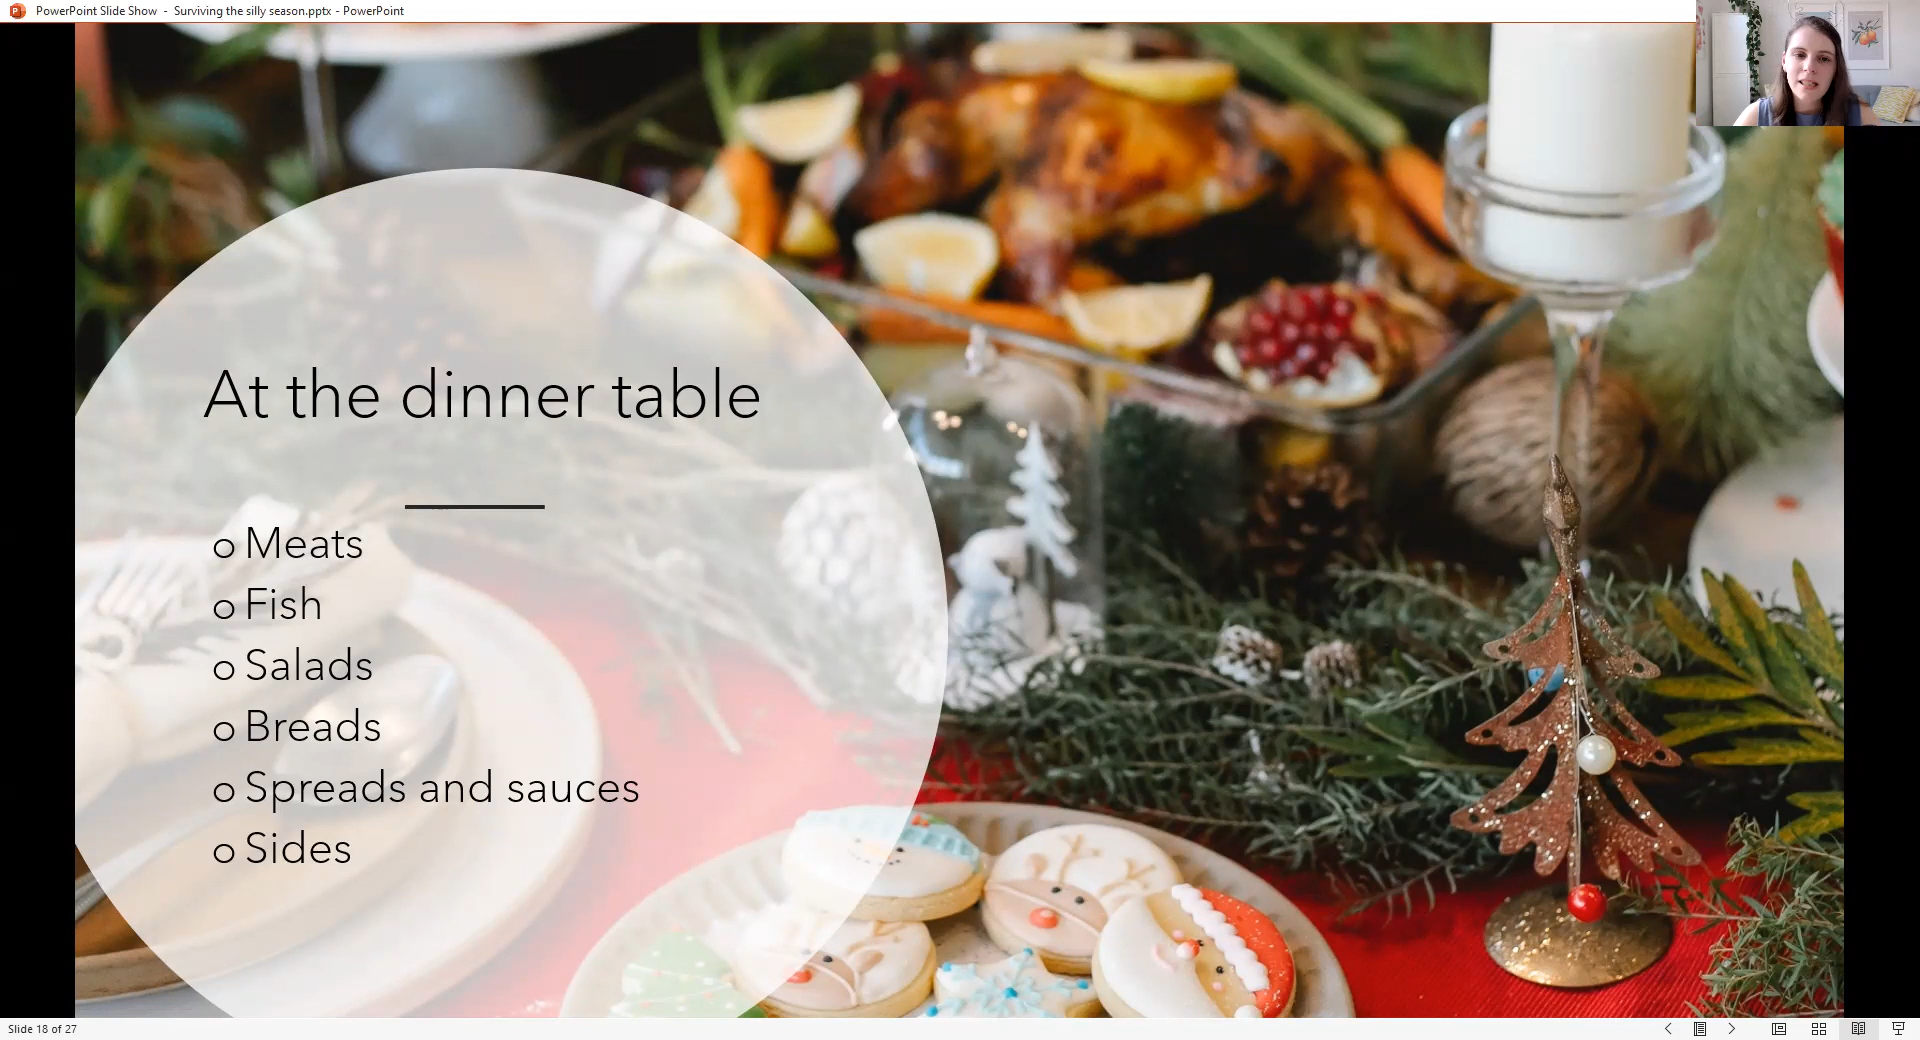 PowerPoint Slide Show - Surviving the silly season.pptx - PowerPoint
At the dinner table
o Meats
o Fish
o Salads
o Breads
o Spreads and sauces
o Sides
Slide 18 of 27